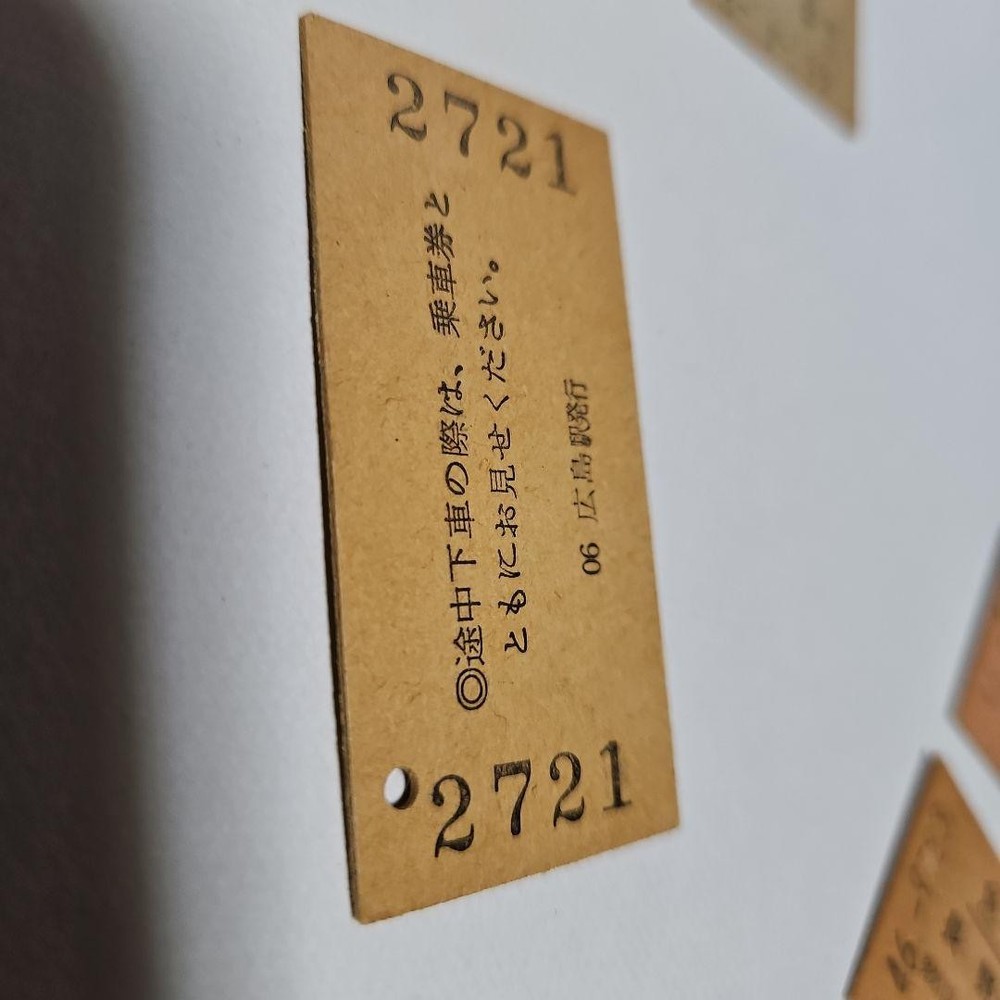 2721
◎途中下車の際は、乗車券と
ともにお見せください。
06 広島駅発行
2721
46